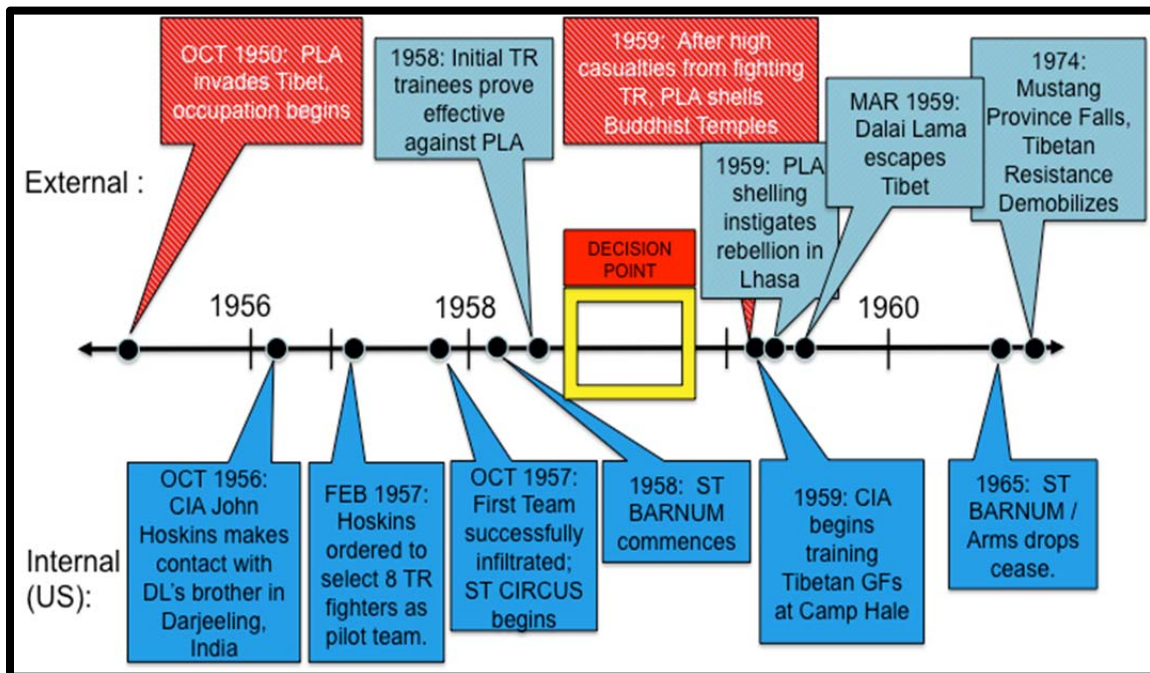 OCT 1950:  PLA
invades Tibet,
occupation begins
1958: Initial TR
trainees prove
effective
against PLA
1959:  After high
casualties from fighting
TR, PLA shells
Buddhist Temples
1959: PLA
shelling
instigates
rebellion in
Lhasa
MAR 1959:
Dalai Lama
escapes
Tibet
1974:
Mustang
Province Falls,
Tibetan
Resistance
Demobilizes
External :
DECISION
POINT
1956
1958
1960
Internal
(US):
OCT 1956:
CIA John
Hoskins makes
contact with
DL's brother in
Darjeeling,
India
FEB 1957:
Hoskins
ordered to
select 8 TR
fighters as
pilot team.
OCT 1957:
First Team
successfully
infiltrated;
ST CIRCUS
begins
1958:  ST
BARNUM
commences
1959: CIA
begins
training
Tibetan GFs
at Camp Hale
1965:  ST
BARNUM /
Arms drops
cease.